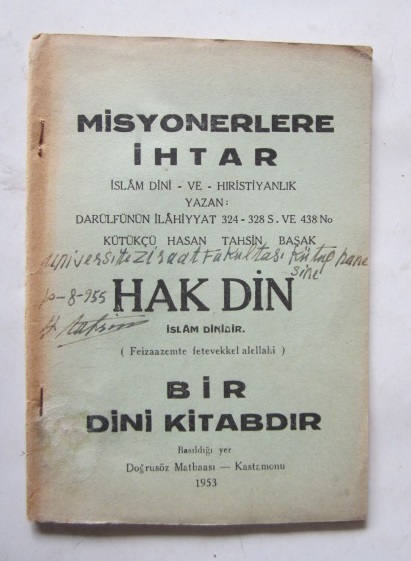 MİSYONERLERE
İHTAR
İSLÂM DİNİ - VE - HIRİSTİYANLIK
YAZAN:
DARÜLFÜNÜN İLÂHİYYAT 324 - 328 S. VE 438 No
KÜTÜKÇÜ HASAN TAHSİN BAŞAK
üniversite ziraat fakültası kütüphane
sine
10-8-955
H. Tahsin
HAK DİN
İSLÂM DİNİDİR.
( Feizaazemte fetevekkel alellahi )
BİR
DİNİ KİTABDIR
Basıldığı yer
Doğrusöz Matbaası — Kastamonu
1953